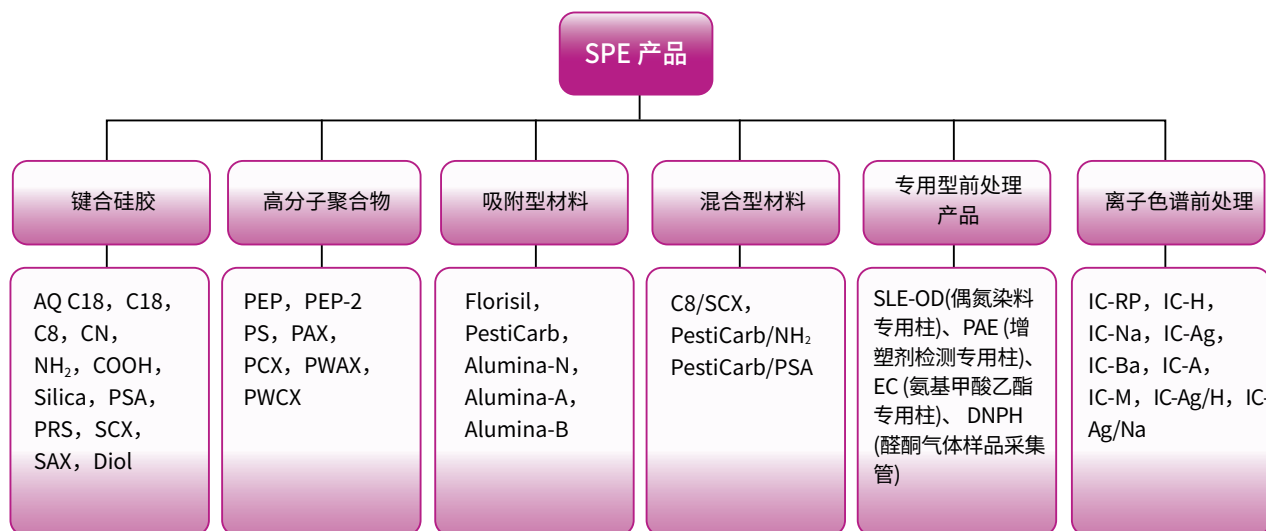 SPE 产品
键合硅胶
高分子聚合物
吸附型材料
混合型材料
专用型前处理
产品
离子色谱前处理
AQ C18，C18，
C8，CN，
NH₂，COOH，
Silica，PSA，
PRS，SCX，
SAX，Diol
PEP，PEP-2
PS，PAX，
PCX，PWAX，
PWCX
Florisil，
PestiCarb，
Alumina-N，
Alumina-A，
Alumina-B
C8/SCX，
PestiCarb/NH₂
PestiCarb/PSA
SLE-OD(偶氮染料
专用柱)、PAE (增
塑剂检测专用柱)、
EC (氨基甲酸乙酯
专用柱)、 DNPH
(醛酮气体样品采集
管)
IC-RP，IC-H，
IC-Na，IC-Ag，
IC-Ba，IC-A，
IC-M，IC-Ag/H，IC-
Ag/Na